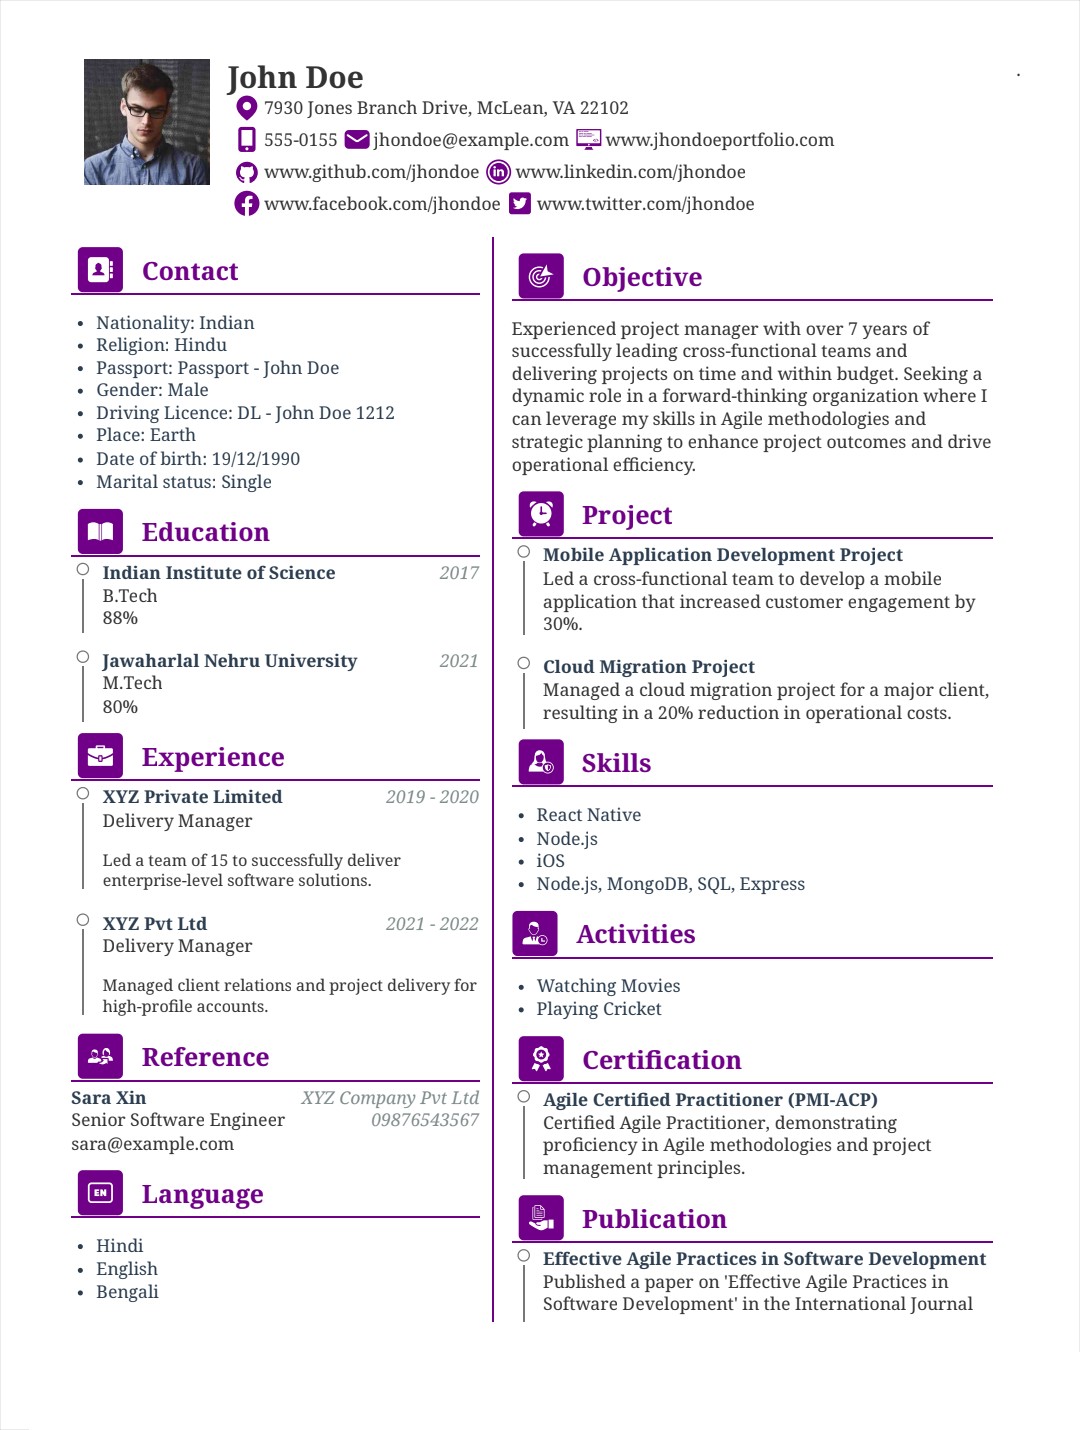 John Doe
7930 Jones Branch Drive, McLean, VA 22102
555-0155 jhondoe@example.com www.jhondoeportfolio.com
www.github.com/jhondoe www.linkedin.com/jhondoe
www.facebook.com/jhondoe www.twitter.com/jhondoe
.
Contact
• Nationality: Indian
• Religion: Hindu
• Passport: Passport - John Doe
• Gender: Male
• Driving Licence: DL - John Doe 1212
• Place: Earth
• Date of birth: 19/12/1990
• Marital status: Single
Education
Indian Institute of Science 2017
B.Tech
88%
Jawaharlal Nehru University 2021
M.Tech
80%
Experience
XYZ Private Limited 2019 - 2020
Delivery Manager
Led a team of 15 to successfully deliver
enterprise-level software solutions.
XYZ Pvt Ltd 2021 - 2022
Delivery Manager
Managed client relations and project delivery for
high-profile accounts.
Reference
Sara Xin XYZ Company Pvt Ltd
Senior Software Engineer 09876543567
sara@example.com
EN
Language
• Hindi
• English
• Bengali
Objective
Experienced project manager with over 7 years of
successfully leading cross-functional teams and
delivering projects on time and within budget. Seeking a
dynamic role in a forward-thinking organization where I
can leverage my skills in Agile methodologies and
strategic planning to enhance project outcomes and drive
operational efficiency.
Project
Mobile Application Development Project
Led a cross-functional team to develop a mobile
application that increased customer engagement by
30%.
Cloud Migration Project
Managed a cloud migration project for a major client,
resulting in a 20% reduction in operational costs.
Skills
• React Native
• Node.js
• iOS
• Node.js, MongoDB, SQL, Express
Activities
• Watching Movies
• Playing Cricket
Certification
Agile Certified Practitioner (PMI-ACP)
Certified Agile Practitioner, demonstrating
proficiency in Agile methodologies and project
management principles.
Publication
Effective Agile Practices in Software Development
Published a paper on 'Effective Agile Practices in
Software Development' in the International Journal